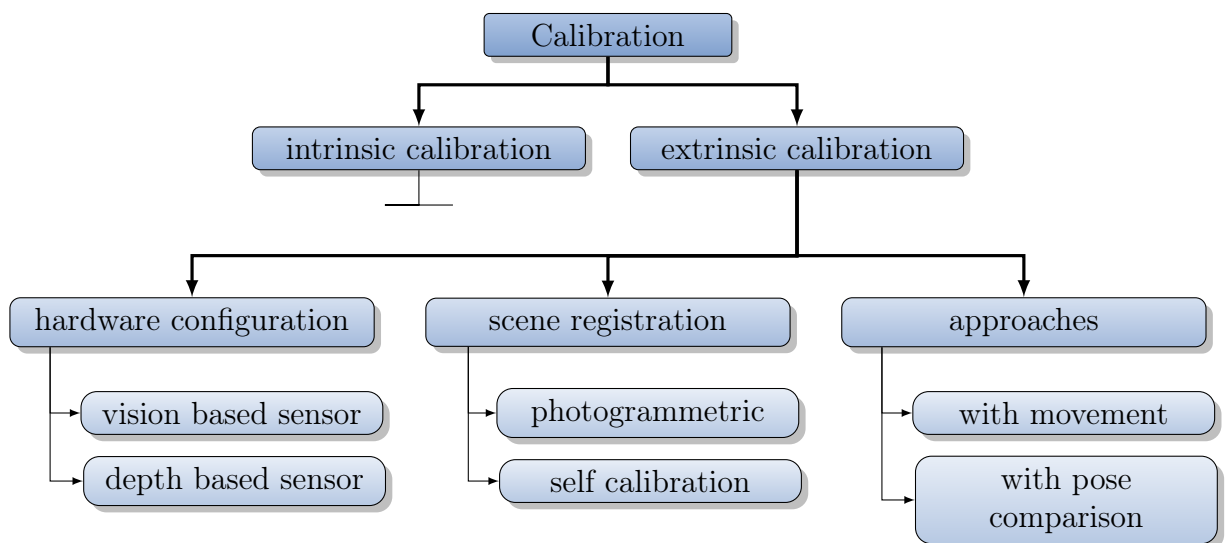 Calibration
intrinsic calibration
extrinsic calibration
hardware configuration
scene registration
approaches
vision based sensor
photogrammetric
with movement
depth based sensor
self calibration
with pose
comparison